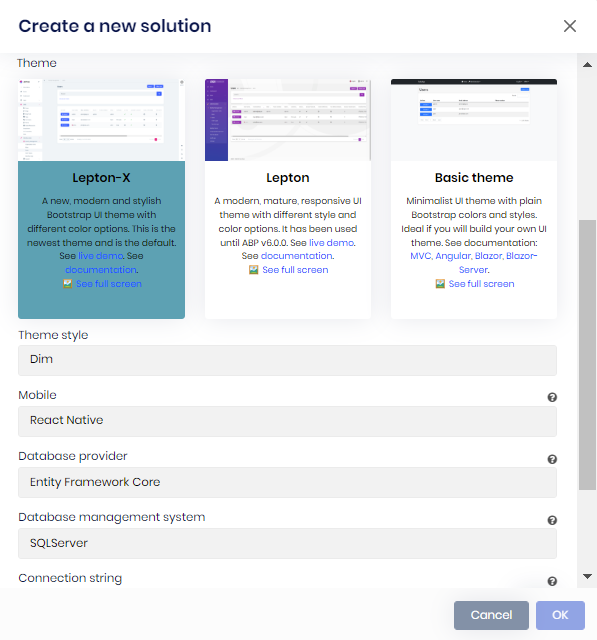 Create a new solution
Theme
Lepton-X
A new, modern and stylish
Bootstrap UI theme with
different color options. This is the
newest theme and is the default.
See live demo. See
documentation.
See full screen
Lepton
A modern, mature, responsive UI
theme with different style and
color options. It has been used
until ABP v6.0.0. See live demo.
See documentation.
See full screen
Basic theme
Minimalist UI theme with plain
Bootstrap colors and styles.
Ideal if you will build your own UI
theme. See documentation:
MVC, Angular, Blazor, Blazor-
Server.
See full screen
Theme style
Dim
Mobile
React Native
Database provider
Entity Framework Core
Database management system
SQLServer
Connection string
Cancel
OK